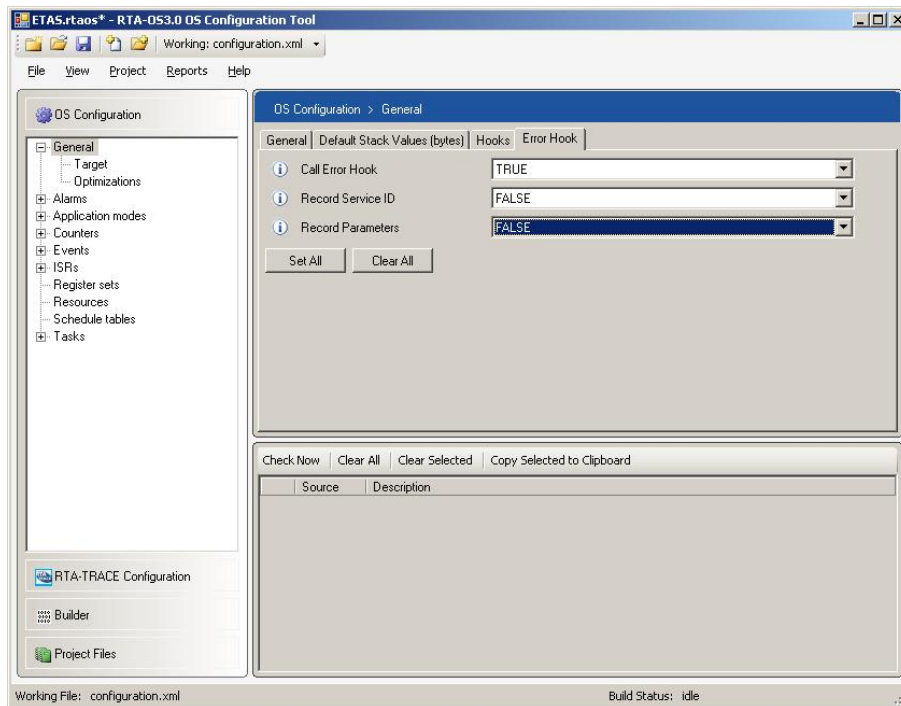 ETAS.rtaos* - RTA-OS3.0 OS Configuration Tool
Working: configuration.xml
File View Project Reports Help
OS Configuration
General
Target
Optimizations
Alarms
Application modes
Counters
Events
ISRs
Register sets
Resources
Schedule tables
Tasks
RTA-TRACE Configuration
Builder
Project Files
OS Configuration > General
General Default Stack Values (bytes) Hooks Error Hook
Call Error Hook TRUE
Record Service ID FALSE
Record Parameters FALSE
Set All Clear All
Check Now Clear All Clear Selected Copy Selected to Clipboard
Source Description
Working File: configuration.xml Build Status: idle